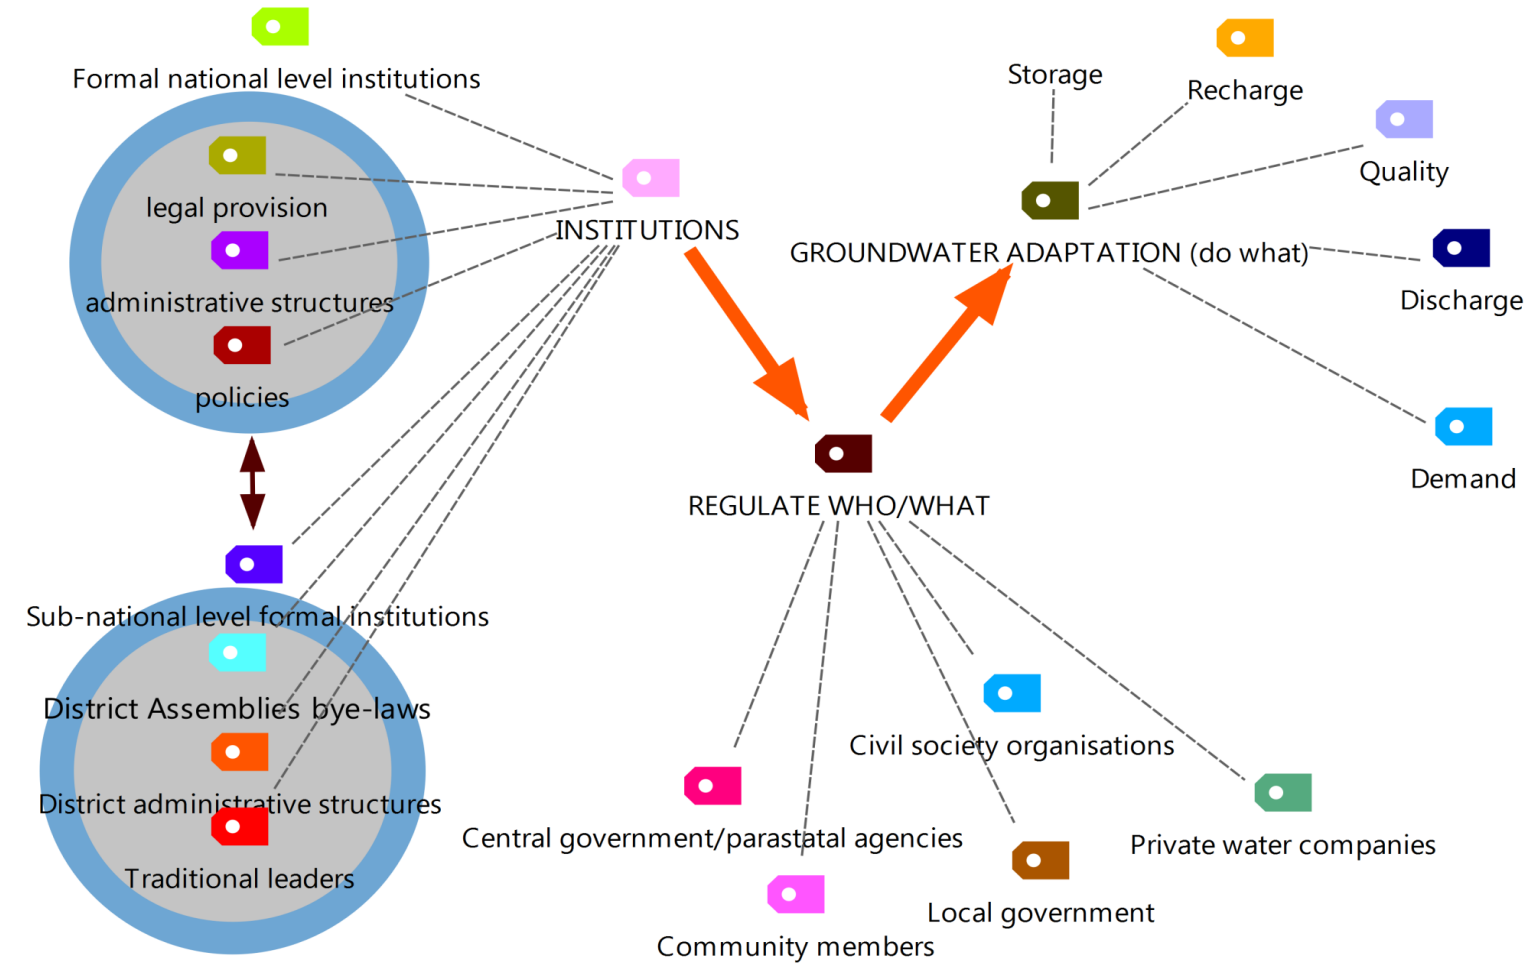 Formal national level institutions
legal provision
administrative structures
policies
Sub-national level formal institutions
District Assemblies bye-laws
District administrative structures
Traditional leaders
INSTITUTIONS
REGULATE WHO/WHAT
Central government/parastatal agencies
Community members
Civil society organisations
Local government
Private water companies
GROUNDWATER ADAPTATION (do what)
Storage
Recharge
Quality
Discharge
Demand